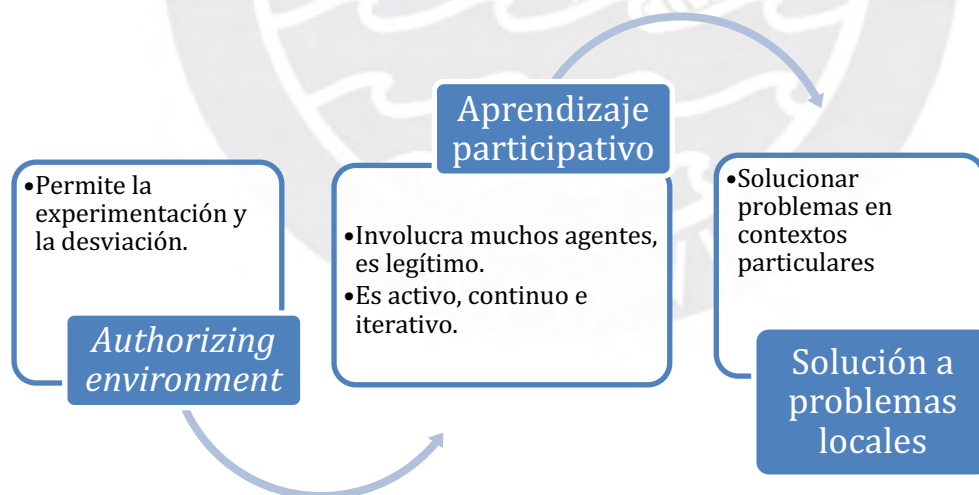 •Permite la
experimentación y
la desviación.
Authorizing
environment
Aprendizaje
participativo
•Involucra muchos agentes,
es legítimo.
•Es activo, continuo e
iterativo.
•Solucionar
problemas en
contextos
particulares
Solución a
problemas
locales